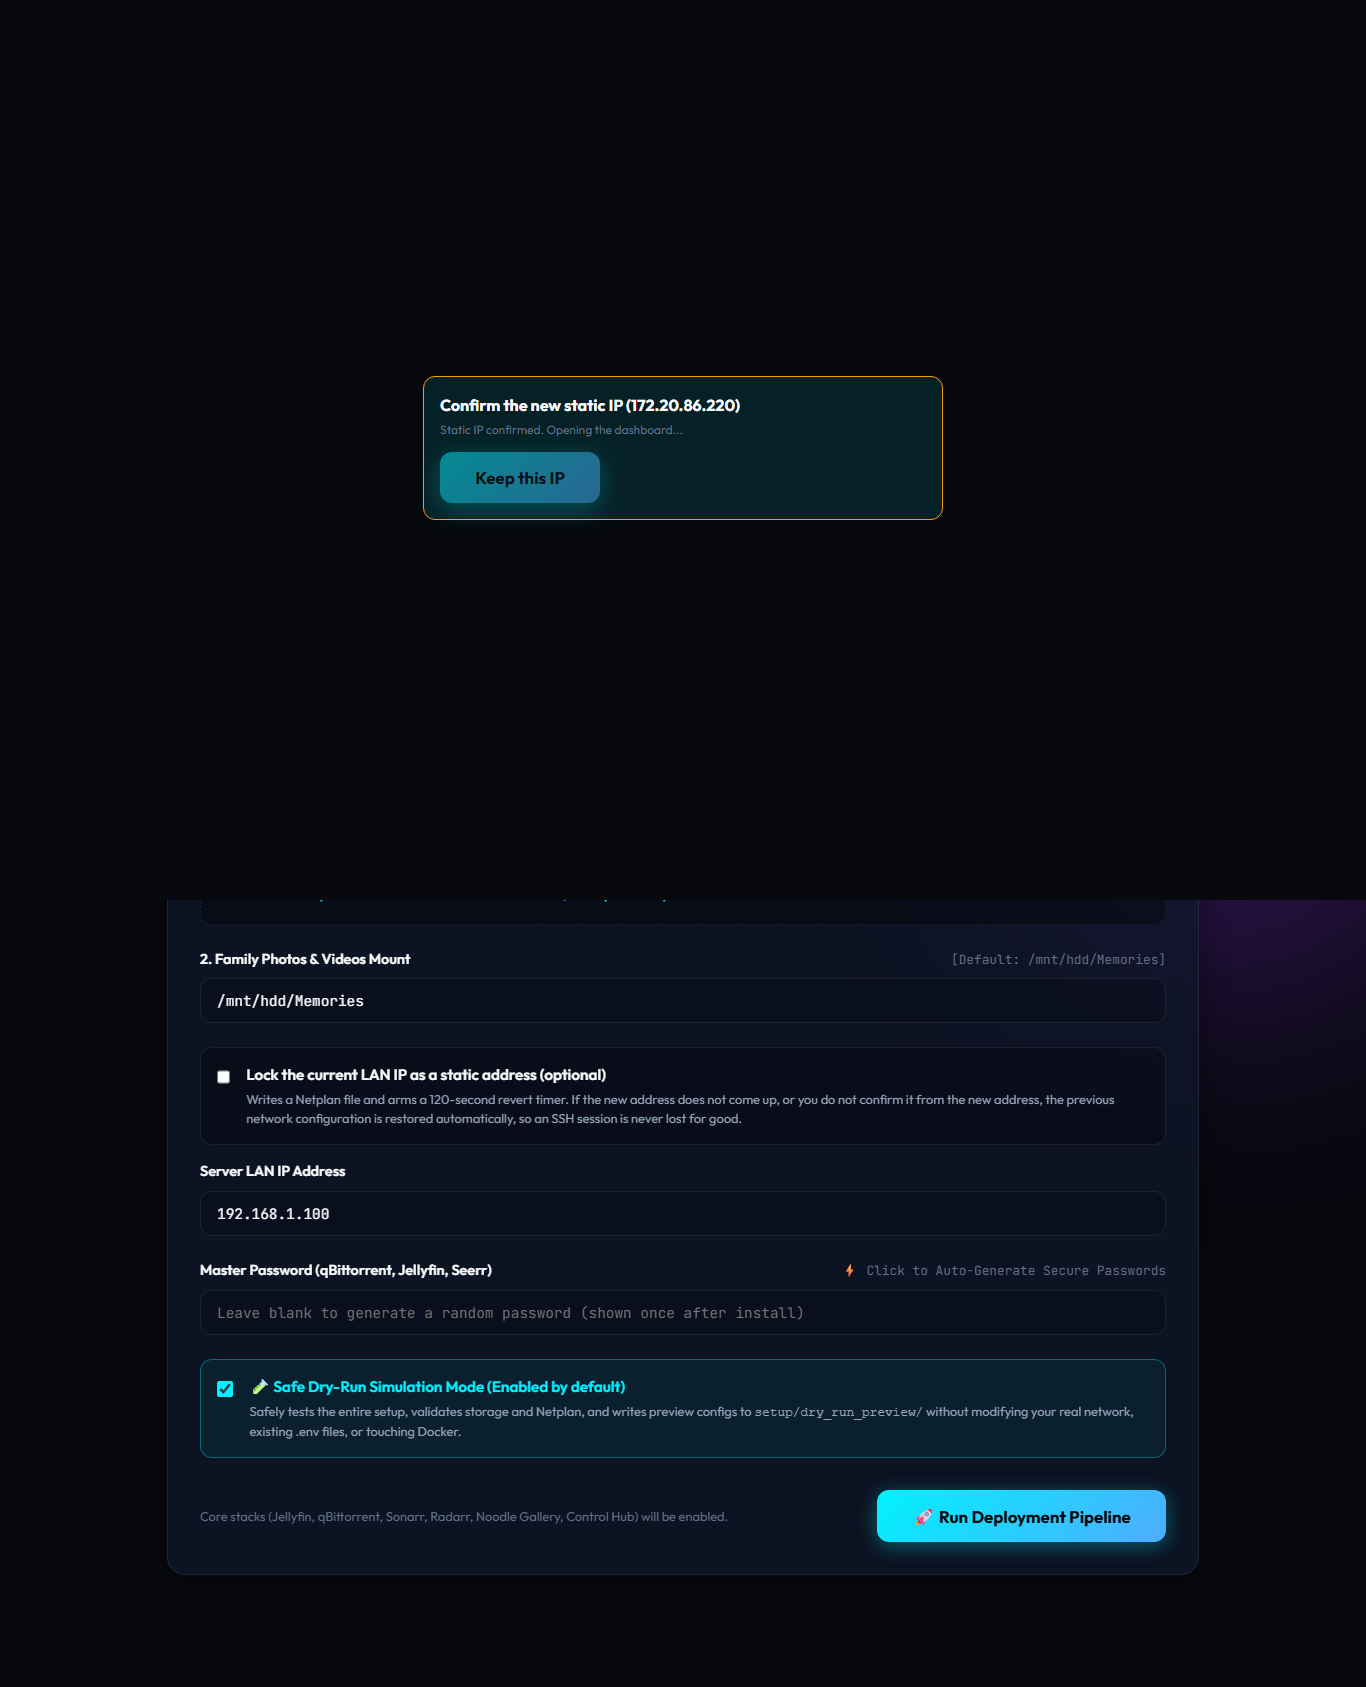 Confirm the new static IP (172.20.86.220)
Static IP confirmed. Opening the dashboard...
Keep this IP
2. Family Photos & Videos Mount
[Default: /mnt/hdd/Memories]
/mnt/hdd/Memories
Lock the current LAN IP as a static address (optional)
Writes a Netplan file and arms a 120-second revert timer. If the new address does not come up, or you do not confirm it from the new address, the previous
network configuration is restored automatically, so an SSH session is never lost for good.
Server LAN IP Address
192.168.1.100
Master Password (qBittorrent, Jellyfin, Seerr)
Click to Auto-Generate Secure Passwords
Leave blank to generate a random password (shown once after install)
Safe Dry-Run Simulation Mode (Enabled by default)
Safely tests the entire setup, validates storage and Netplan, and writes preview configs to setup/dry_run_preview/ without modifying your real network,
existing .env files, or touching Docker.
Core stacks (Jellyfin, qBittorrent, Sonarr, Radarr, Noodle Gallery, Control Hub) will be enabled.
Run Deployment Pipeline